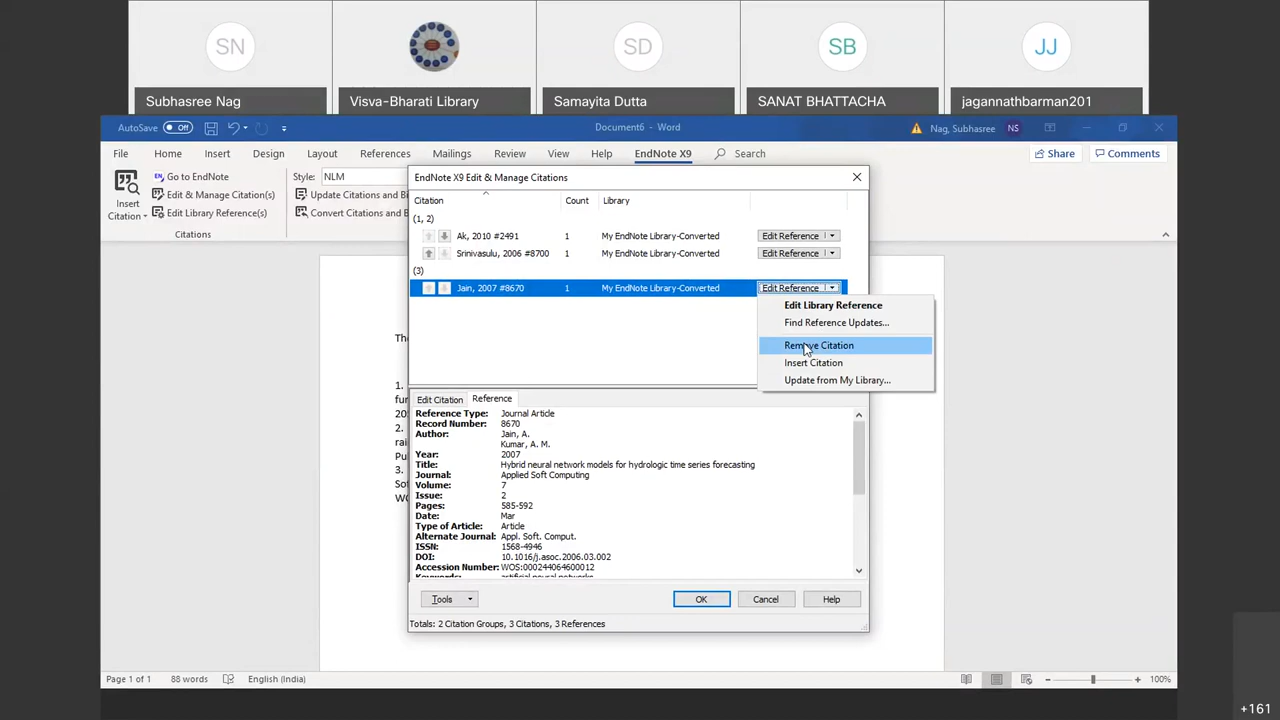 SN
SD
SB
JJ
Subhasree Nag
Visva-Bharati Library
Samayita Dutta
SANAT BHATTACHA
jagannathbarman201
AutoSave Off
Document6 - Word
Nag, Subhasree NS
File Home Insert Design Layout References Mailings Review View Help EndNote X9 Search
Share Comments
Insert
Citation
EN Go to EndNote
Edit & Manage Citation(s)
Edit Library Reference(s)
Citations
Style: NLM
Update Citations and B
Convert Citations and B
EndNote X9 Edit & Manage Citations
Citation Count Library
(1, 2)
Ak, 2010 #2491 1 My EndNote Library-Converted Edit Reference
Srinivasulu, 2006 #8700 1 My EndNote Library-Converted Edit Reference
(3)
Jain, 2007 #8670 1 My EndNote Library-Converted Edit Reference
Edit Library Reference
Find Reference Updates...
Remove Citation
Insert Citation
Update from My Library...
1.
2.
3.
Edit Citation Reference
Reference Type: Journal Article
Record Number: 8670
Author: Jain, A.
Kumar, A. M.
Year: 2007
Title: Hybrid neural network models for hydrologic time series forecasting
Journal: Applied Soft Computing
Volume: 7
Issue: 2
Pages: 585-592
Date: Mar
Type of Article: Article
Alternate Journal: Appl. Soft. Comput.
ISSN: 1568-4946
DOI: 10.1016/j.asoc.2006.03.002
Accession Number: WOS:000244064600012
Keywords: artificial neural networks
Tools OK Cancel Help
Totals: 2 Citation Groups, 3 Citations, 3 References
Page 1 of 1 88 words English (India) 100%
+161